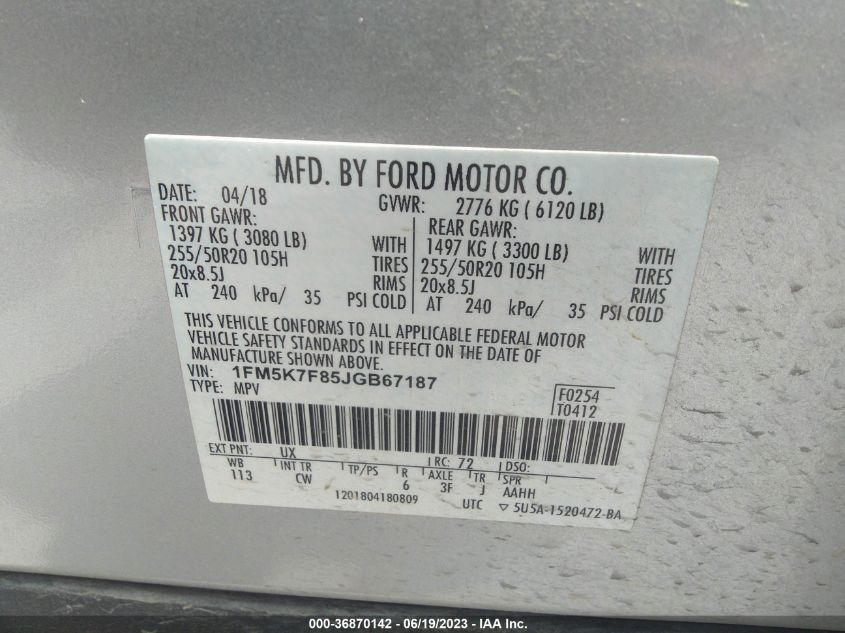 MFD. BY FORD MOTOR CO.
DATE: 04/18 GVWR: 2776 KG ( 6120 LB)
FRONT GAWR: REAR GAWR:
1397 KG ( 3080 LB) WITH 1497 KG ( 3300 LB) WITH
255/50R20 105H TIRES 255/50R20 105H TIRES
20x8.5J RIMS 20x8.5J RIMS
AT 240 kPa/ 35 PSI COLD AT 240 kPa/ 35 PSI COLD
THIS VEHICLE CONFORMS TO ALL APPLICABLE FEDERAL MOTOR
VEHICLE SAFETY STANDARDS IN EFFECT ON THE DATE OF
MANUFACTURE SHOWN ABOVE.
VIN: 1FM5K7F85JGB67187
TYPE: MPV
F0254
T0412
EXT PNT: UX RC: 72 DSO:
WB INT TR TP/PS R AXLE TR SPR
113 CW 6 3F J AAHH
1201804180809 UTC ▽ 5U5A-1520472-BA
000-36870142 - 06/19/2023 - IAA Inc.